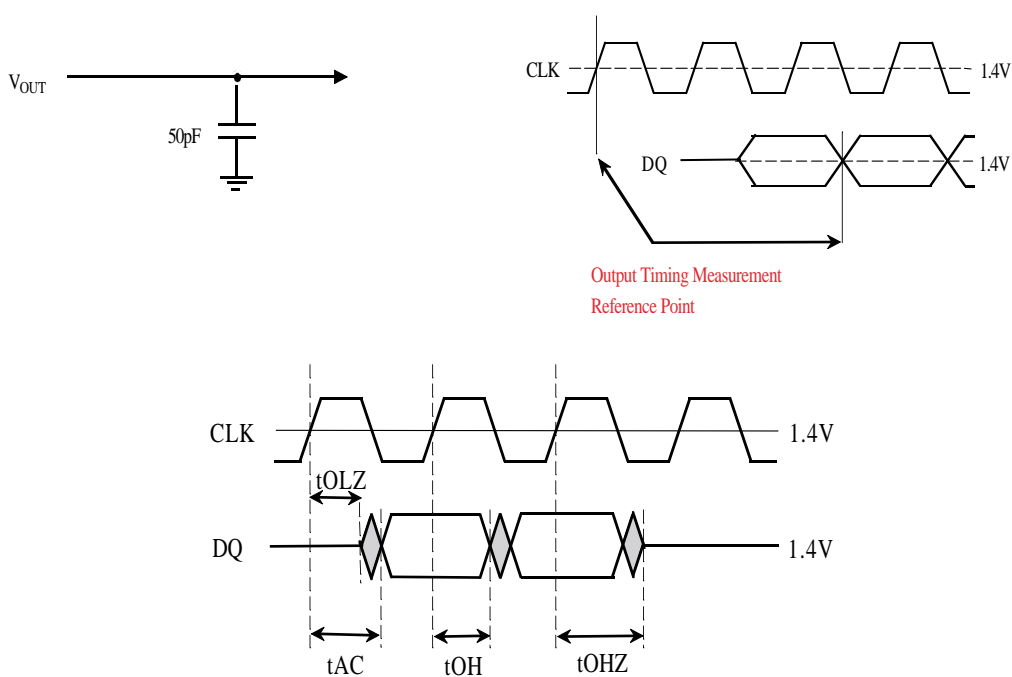 VOUT
50pF
CLK
1.4V
DQ
1.4V
Output Timing Measurement
Reference Point
CLK
1.4V
tOLZ
DQ
1.4V
tAC
tOH
tOHZ